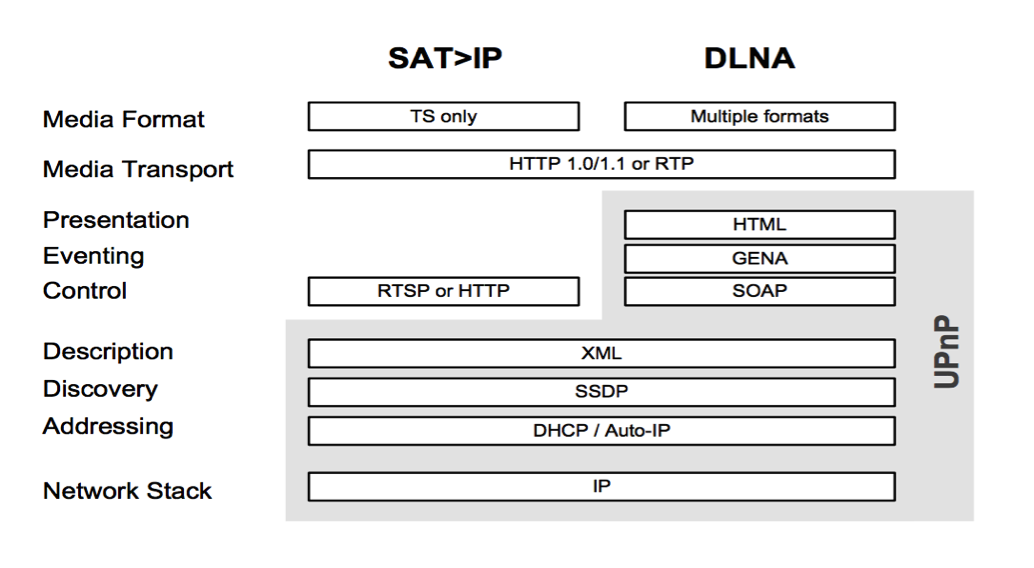 SAT>IP DLNA
Media Format TS only Multiple formats
Media Transport HTTP 1.0/1.1 or RTP
Presentation HTML
Eventing GENA
Control RTSP or HTTP SOAP
Description XML
Discovery SSDP
Addressing DHCP / Auto-IP
Network Stack IP
UPnP